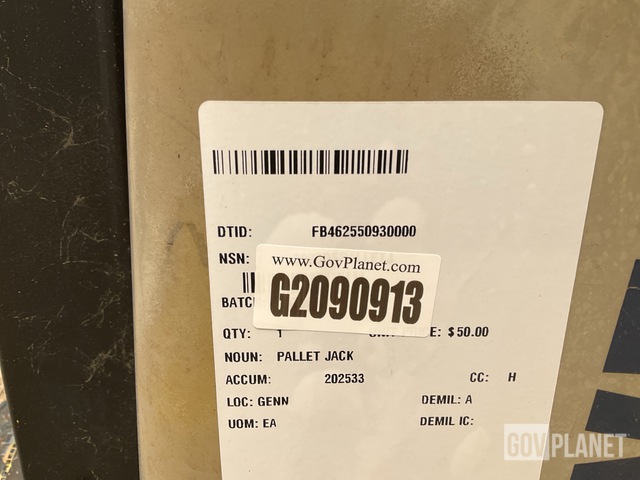 DTID: FB462550930000
NSN:
www.GovPlanet.com
G2090913
QTY: 1 E: $50.00
NOUN: PALLET JACK
ACCUM: 202533 CC: H
LOC: GENN DEMIL: A
UOM: EA DEMIL IC:
GOVPLANET